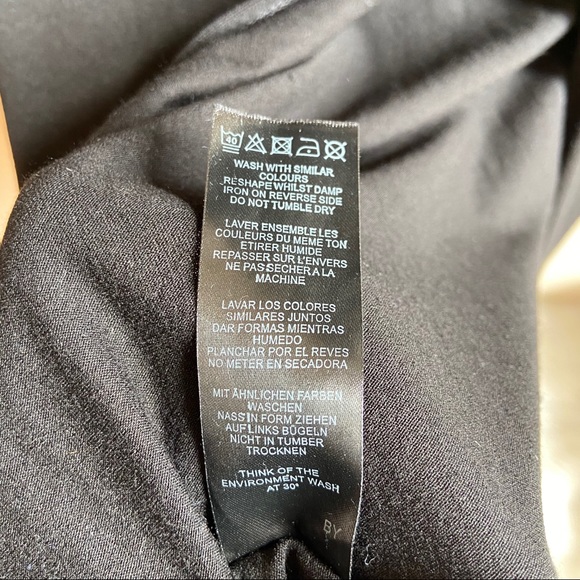 40
WASH WITH SIMILAR
COLOURS
RESHAPE WHILST DAMP
IRON ON REVERSE SIDE
DO NOT TUMBLE DRY
LAVER ENSEMBLE LES
COULEURS DU MEME TON
ETIRER HUMIDE
REPASSER SUR L'ENVERS
NE PAS SECHER A LA
MACHINE
LAVAR LOS COLORES
SIMILARES JUNTOS
DAR FORMAS MIENTRAS
HUMEDO
PLANCHAR POR EL REVES
NO METER EN SECADORA
MIT ÄHNLICHEN FARBEN
WASCHEN
NASS IN FORM ZIEHEN
AUF LINKS BÜGELN
NICHT IN TUMBER
TROCKNEN
THINK OF THE
ENVIRONMENT WASH
AT 30°
BY